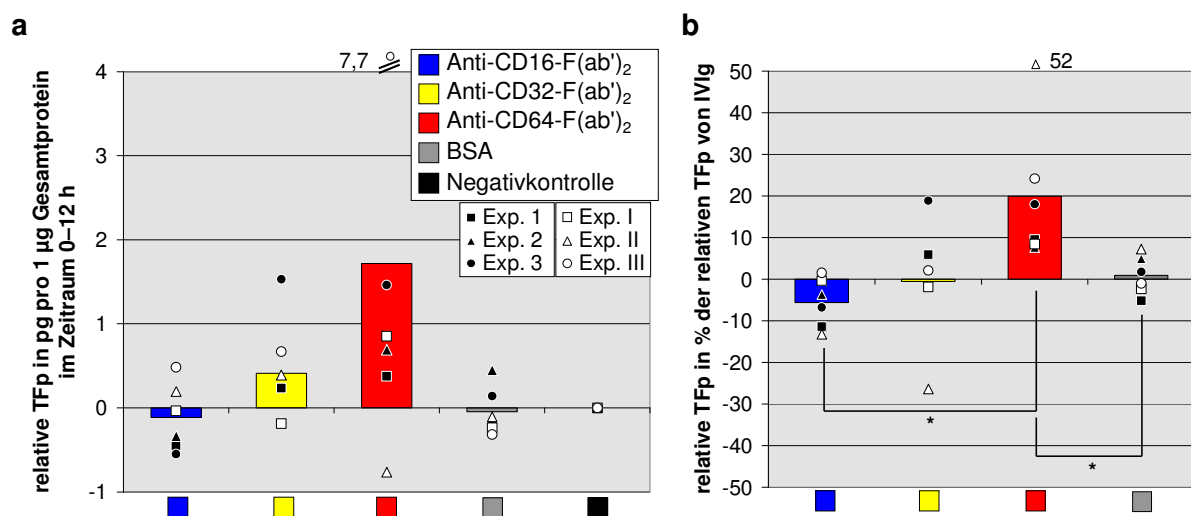 a
relative TFp in pg pro 1 µg Gesamtprotein
im Zeitraum 0–12 h
7,7
4
3
2
1
0
-1
Anti-CD16-F(ab')₂
Anti-CD32-F(ab')₂
Anti-CD64-F(ab')₂
BSA
Negativkontrolle
Exp. 1
Exp. 2
Exp. 3
Exp. I
Exp. II
Exp. III
b
relative TFp in % der relativen TFp von IVIg
52
50
40
30
20
10
0
-10
-20
-30
-40
-50
*
*